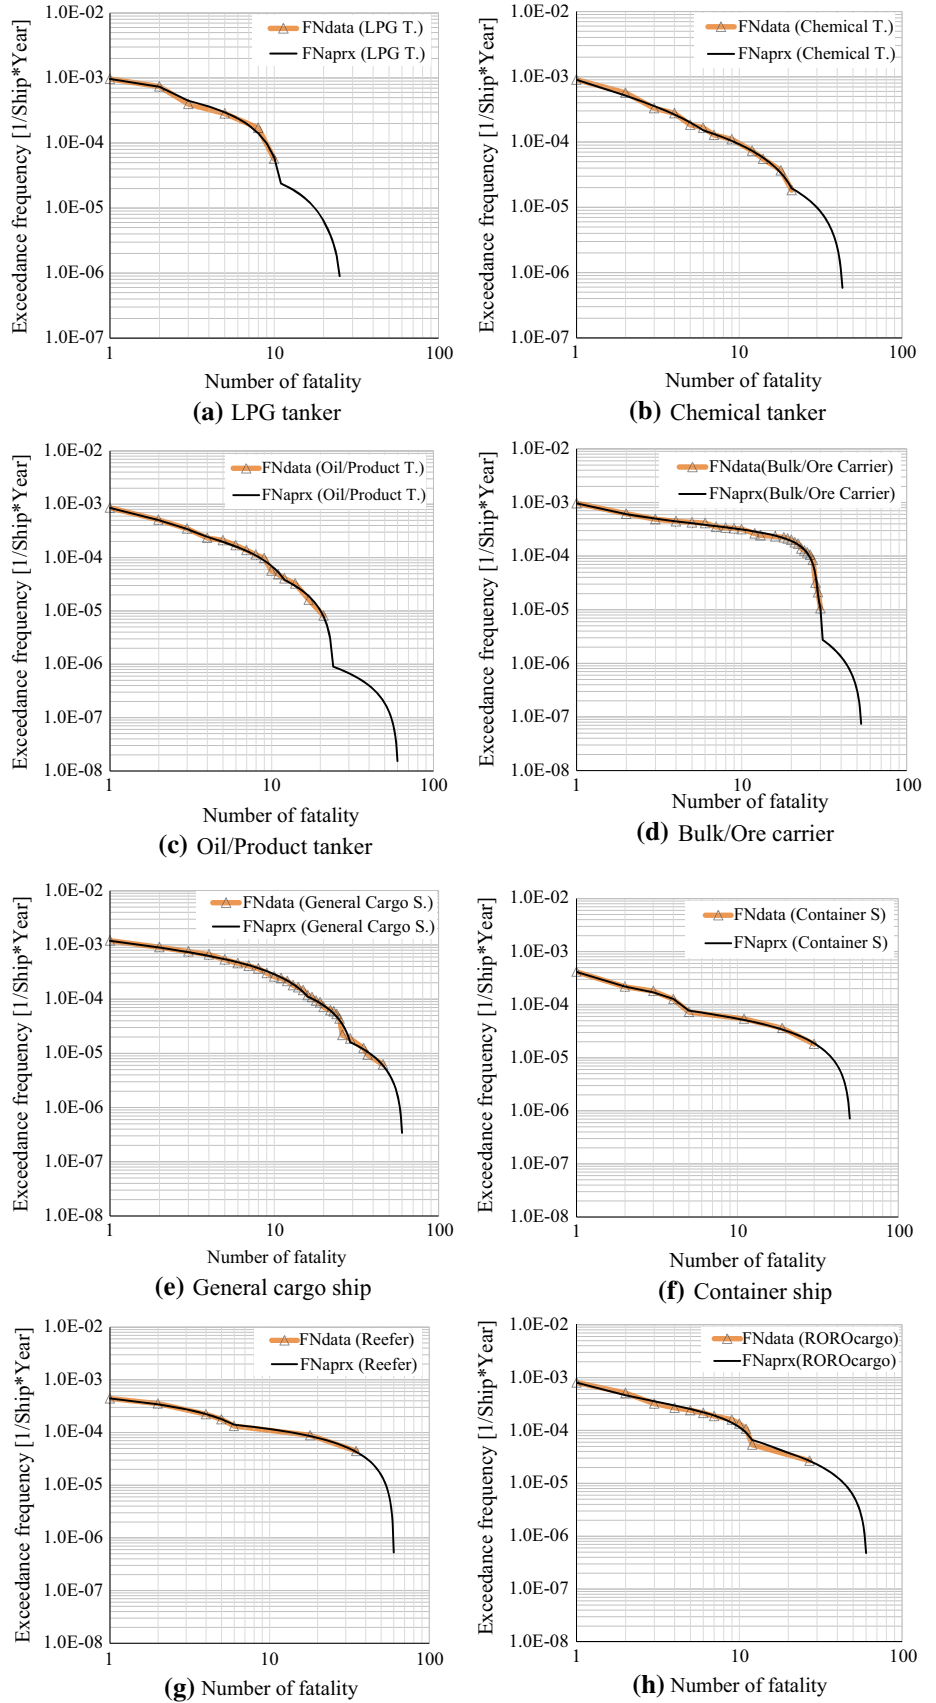 Exceedance frequency [1/Ship*Year]
1.0E-02
1.0E-03
1.0E-04
1.0E-05
1.0E-06
1.0E-07
FNdata (LPG T.)
FNaprx (LPG T.)
1 10 100
Number of fatality
(a) LPG tanker
Exceedance frequency [1/Ship*Year]
1.0E-02
1.0E-03
1.0E-04
1.0E-05
1.0E-06
1.0E-07
FNdata (Chemical T.)
FNaprx (Chemical T.)
1 10 100
Number of fatality
(b) Chemical tanker
Exceedance frequency [1/Ship*Year]
1.0E-02
1.0E-03
1.0E-04
1.0E-05
1.0E-06
1.0E-07
1.0E-08
FNdata (Oil/Product T.)
FNaprx (Oil/Product T.)
1 10 100
Number of fatality
(c) Oil/Product tanker
Exceedance frequency [1/Ship*Year]
1.0E-02
1.0E-03
1.0E-04
1.0E-05
1.0E-06
1.0E-07
1.0E-08
FNdata(Bulk/Ore Carrier)
FNaprx(Bulk/Ore Carrier)
1 10 100
Number of fatality
(d) Bulk/Ore carrier
Exceedance frequency [1/Ship*Year]
1.0E-02
1.0E-03
1.0E-04
1.0E-05
1.0E-06
1.0E-07
1.0E-08
FNdata (General Cargo S.)
FNaprx (General Cargo S.)
1 10 100
Number of fatality
(e) General cargo ship
Exceedance frequency [1/Ship*Year]
1.0E-02
1.0E-03
1.0E-04
1.0E-05
1.0E-06
1.0E-07
1.0E-08
FNdata (Container S)
FNaprx (Container S)
1 10 100
Number of fatality
(f) Container ship
Exceedance frequency [1/Ship*Year]
1.0E-02
1.0E-03
1.0E-04
1.0E-05
1.0E-06
1.0E-07
1.0E-08
FNdata (Reefer)
FNaprx (Reefer)
1 10 100
(g) Number of fatality
Exceedance frequency [1/Ship*Year]
1.0E-02
1.0E-03
1.0E-04
1.0E-05
1.0E-06
1.0E-07
1.0E-08
FNdata (ROROcargo)
FNaprx(ROROcargo)
1 10 100
(h) Number of fatality